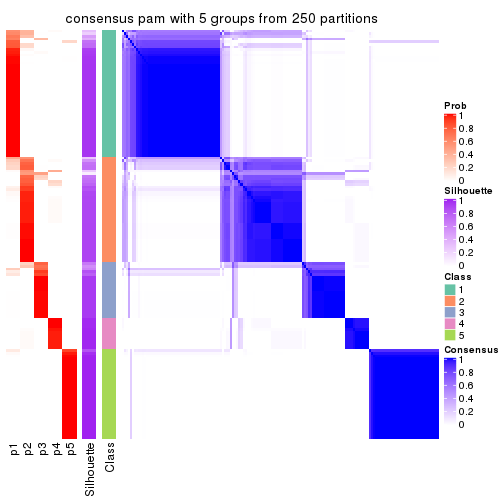 consensus pam with 5 groups from 250 partitions
Prob
1
0.8
0.6
0.4
0.2
0
Silhouette
1
0.8
0.6
0.4
0.2
0
Class
1
2
3
4
5
Consensus
1
0.8
0.6
0.4
0.2
0
p1
p2
p3
p4
p5
Silhouette
Class